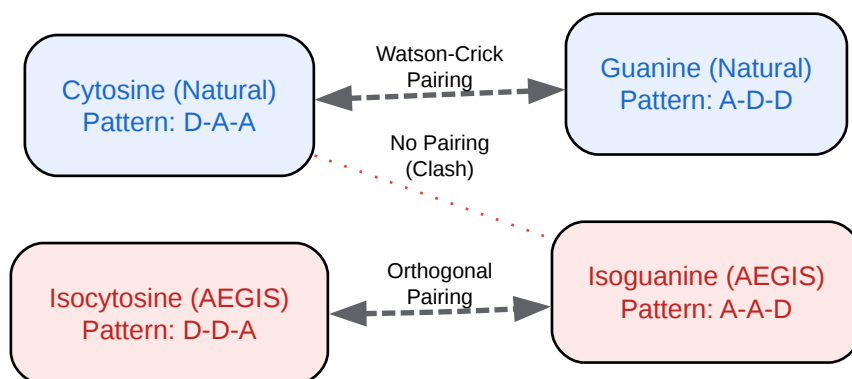 Watson-Crick
Pairing
Cytosine (Natural)
Pattern: D-A-A
Guanine (Natural)
Pattern: A-D-D
No Pairing
(Clash)
Isocytosine (AEGIS)
Pattern: D-D-A
Orthogonal
Pairing
Isoguanine (AEGIS)
Pattern: A-A-D